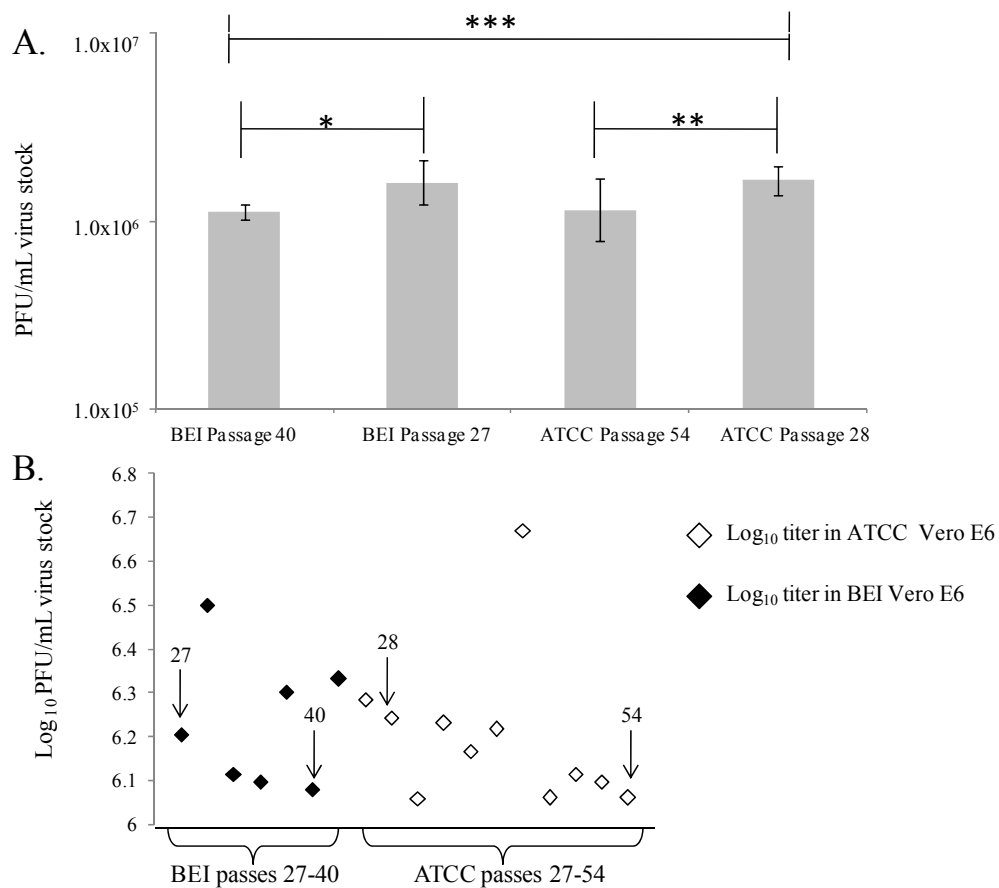 A.
***
1.0x10⁷
*
**
PFU/mL virus stock
1.0x10⁶
1.0x10⁵
BEI Passage 40
BEI Passage 27
ATCC Passage 54
ATCC Passage 28
B.
6.8
6.7
6.6
6.5
6.4
6.3
6.2
6.1
6
Log₁₀ PFU/mL virus stock
27
28
40
54
Log₁₀ titer in ATCC Vero E6
Log₁₀ titer in BEI Vero E6
BEI passes 27-40
ATCC passes 27-54